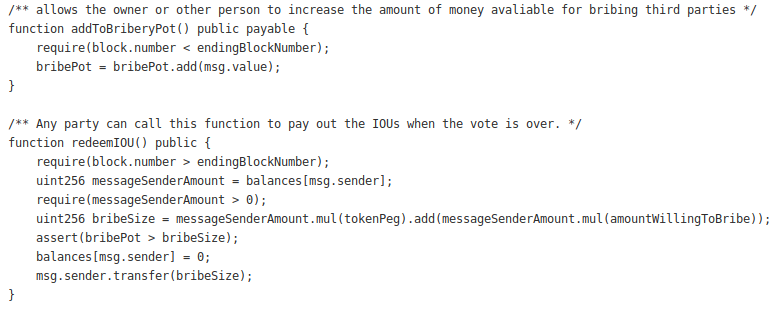 /** allows the owner or other person to increase the amount of money avaliable for bribing third parties */
function addToBriberyPot() public payable {
    require(block.number < endingBlockNumber);
    bribePot = bribePot.add(msg.value);
}

/** Any party can call this function to pay out the IOUs when the vote is over. */
function redeemIOU() public {
    require(block.number > endingBlockNumber);
    uint256 messageSenderAmount = balances[msg.sender];
    require(messageSenderAmount > 0);
    uint256 bribeSize = messageSenderAmount.mul(tokenPeg).add(messageSenderAmount.mul(amountWillingToBribe));
    assert(bribePot > bribeSize);
    balances[msg.sender] = 0;
    msg.sender.transfer(bribeSize);
}